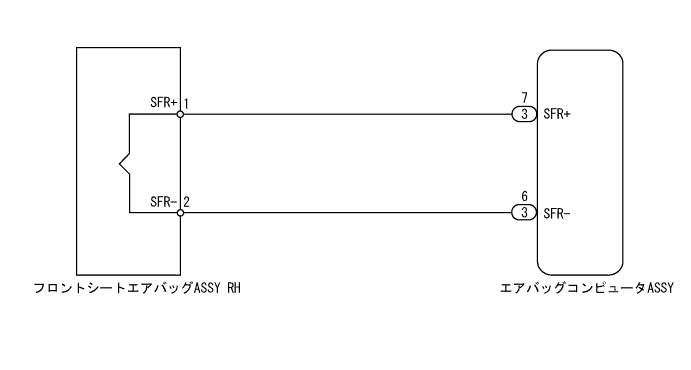 SFR+ 1
7
3 SFR+
SFR- 2
6
3 SFR-
フロントシートエアバッグASSY RH
エアバッグコンピュータASSY